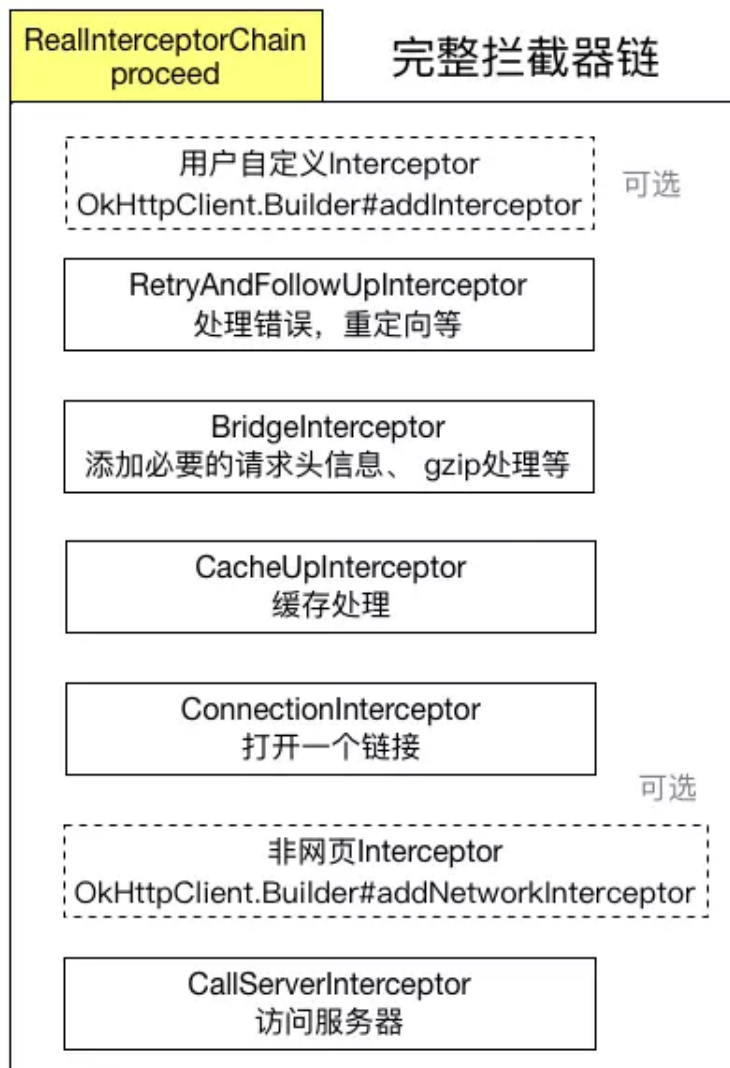 RealInterceptorChain
proceed
完整拦截器链
用户自定义Interceptor
OkHttpClient.Builder#addInterceptor
可选
RetryAndFollowUpInterceptor
处理错误，重定向等
BridgeInterceptor
添加必要的请求头信息、 gzip处理等
CacheUpInterceptor
缓存处理
ConnectionInterceptor
打开一个链接
可选
非网页Interceptor
OkHttpClient.Builder#addNetworkInterceptor
CallServerInterceptor
访问服务器